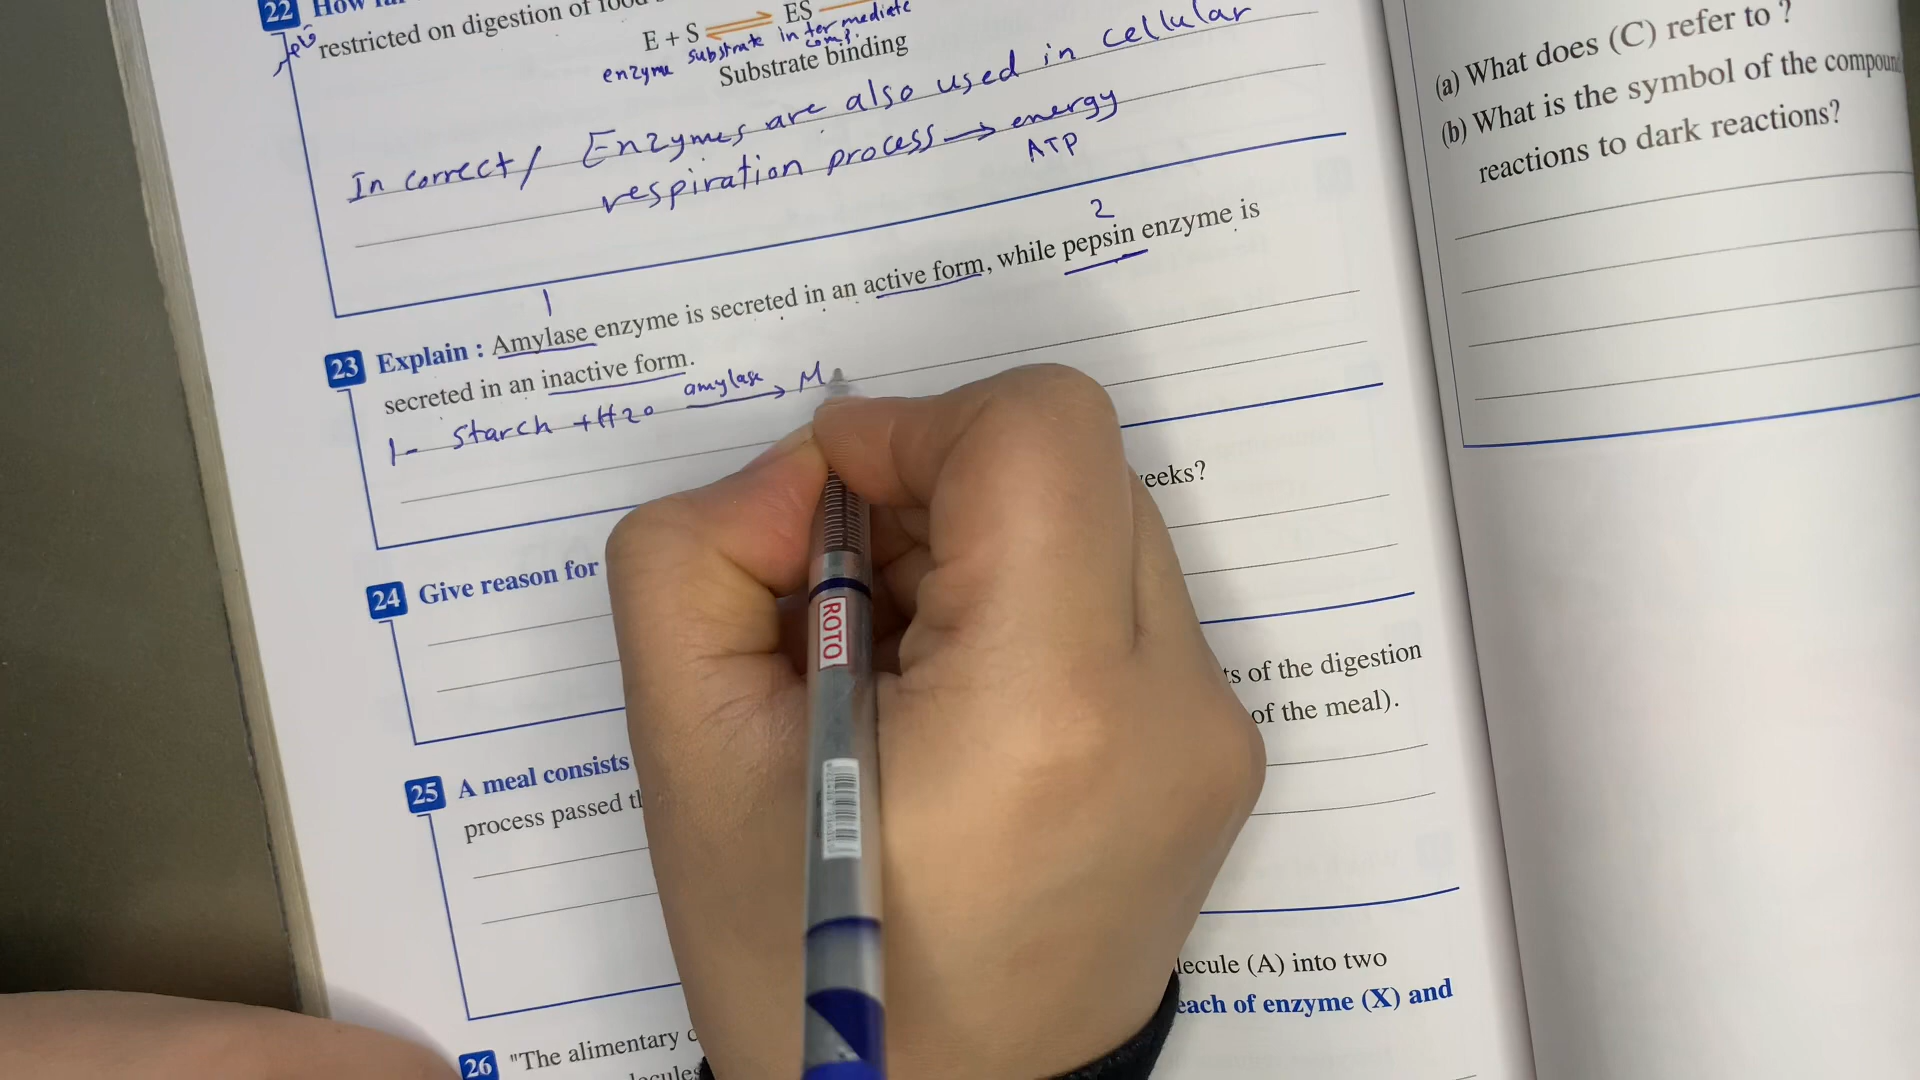 22 How
restricted on digestion of
E + S ES
enzyme substrate intermediate
Substrate binding
In correct/ Enzymes are also used in cellular
respiration process → energy
ATP
1 2
23 Explain : Amylase enzyme is secreted in an active form, while pepsin enzyme is
secreted in an inactive form.
1- Starch + H2O amylase → M
24 Give reason for
eeks?
25 A meal consists
ts of the digestion
process passed
of the meal).
26 "The alimentary
lecule (A) into two
each of enzyme (X) and
ROTO
(a) What does (C) refer to ?
(b) What is the symbol of the compoun
reactions to dark reactions?